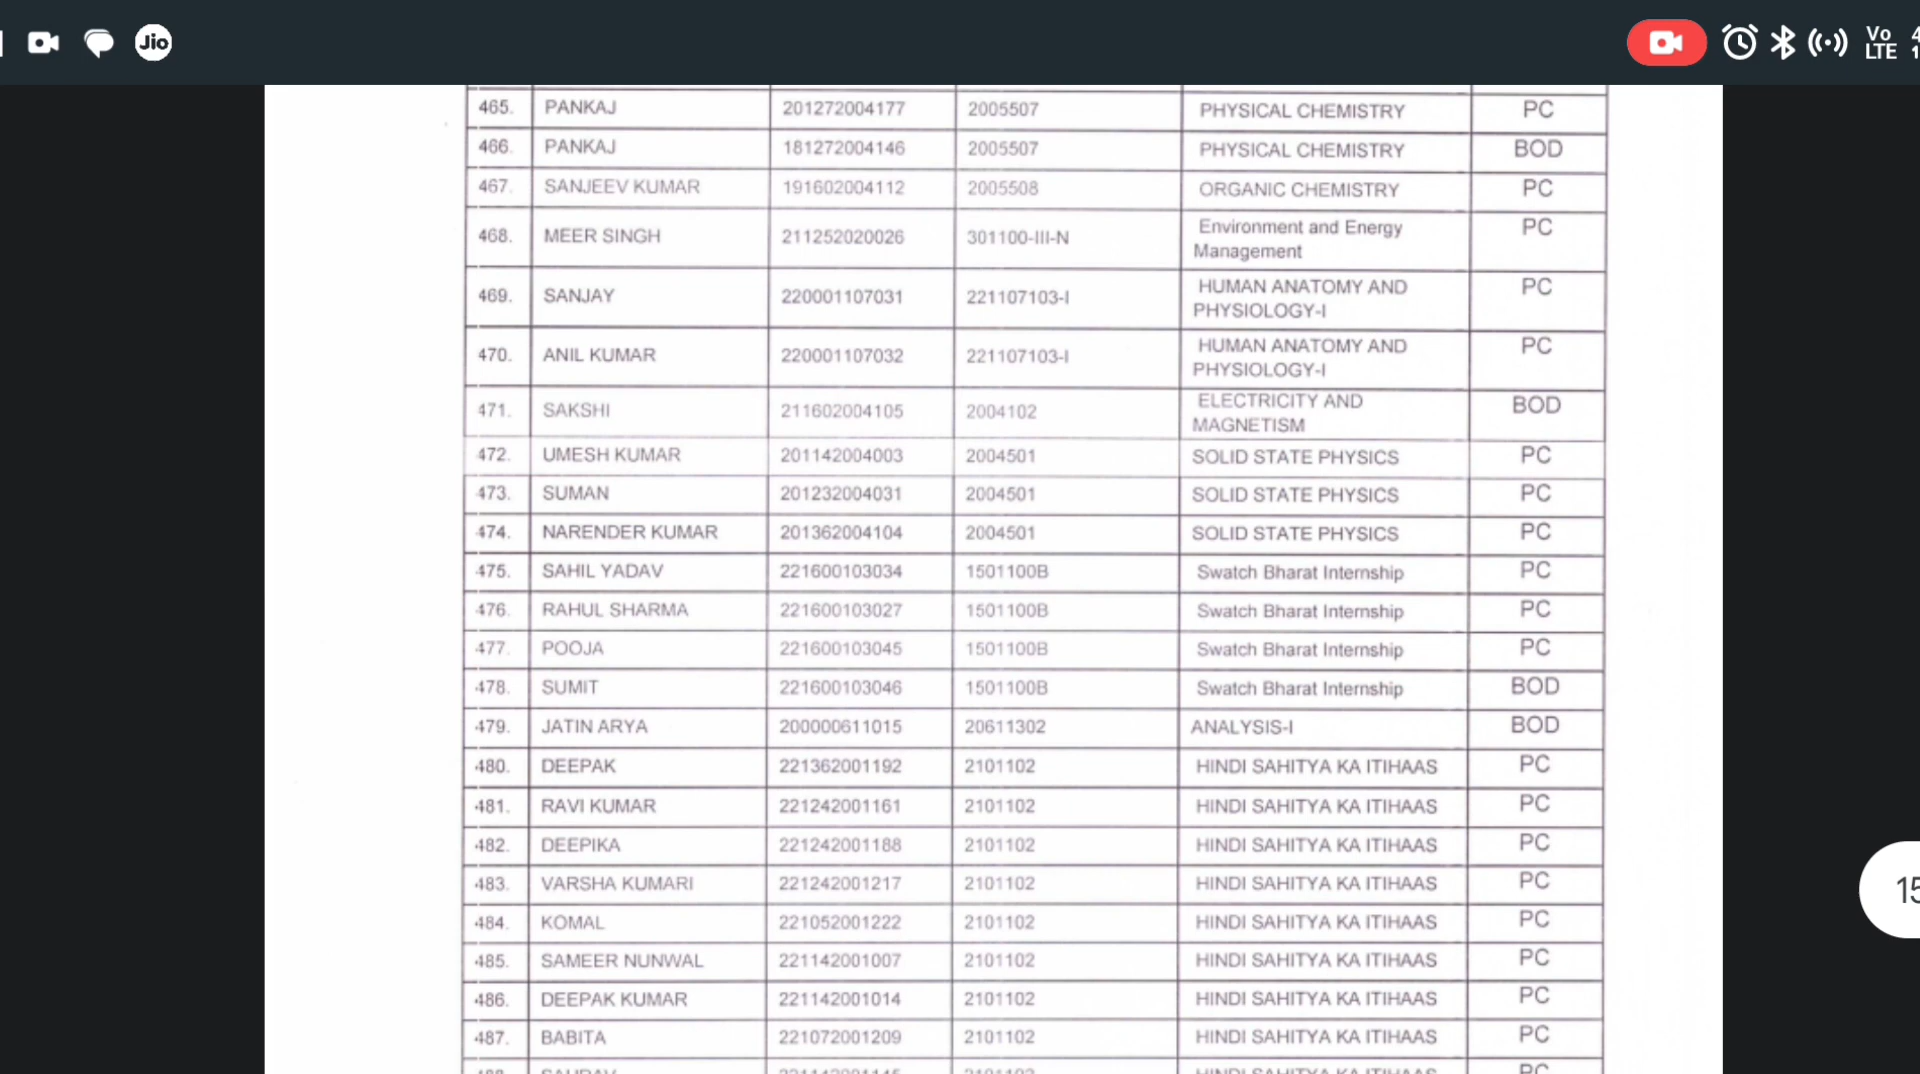 Jio
Vo
LTE
465. PANKAJ 201272004177 2005507 PHYSICAL CHEMISTRY PC
466. PANKAJ 181272004146 2005507 PHYSICAL CHEMISTRY BOD
467. SANJEEV KUMAR 191602004112 2005508 ORGANIC CHEMISTRY PC
468. MEER SINGH 211252020026 301100-III-N Environment and Energy PC
Management
469. SANJAY 220001107031 221107103-I HUMAN ANATOMY AND PC
PHYSIOLOGY-I
470. ANIL KUMAR 220001107032 221107103-I HUMAN ANATOMY AND PC
PHYSIOLOGY-I
471. SAKSHI 211602004105 2004102 ELECTRICITY AND BOD
MAGNETISM
472. UMESH KUMAR 201142004003 2004501 SOLID STATE PHYSICS PC
473. SUMAN 201232004031 2004501 SOLID STATE PHYSICS PC
474. NARENDER KUMAR 201362004104 2004501 SOLID STATE PHYSICS PC
475. SAHIL YADAV 221600103034 1501100B Swatch Bharat Internship PC
476. RAHUL SHARMA 221600103027 1501100B Swatch Bharat Internship PC
477. POOJA 221600103045 1501100B Swatch Bharat Internship PC
478. SUMIT 221600103046 1501100B Swatch Bharat Internship BOD
479. JATIN ARYA 200000611015 20611302 ANALYSIS-I BOD
480. DEEPAK 221362001192 2101102 HINDI SAHITYA KA ITIHAAS PC
481. RAVI KUMAR 221242001161 2101102 HINDI SAHITYA KA ITIHAAS PC
482. DEEPIKA 221242001188 2101102 HINDI SAHITYA KA ITIHAAS PC
483. VARSHA KUMARI 221242001217 2101102 HINDI SAHITYA KA ITIHAAS PC
484. KOMAL 221052001222 2101102 HINDI SAHITYA KA ITIHAAS PC
485. SAMEER NUNWAL 221142001007 2101102 HINDI SAHITYA KA ITIHAAS PC
486. DEEPAK KUMAR 221142001014 2101102 HINDI SAHITYA KA ITIHAAS PC
487. BABITA 221072001209 2101102 HINDI SAHITYA KA ITIHAAS PC
15